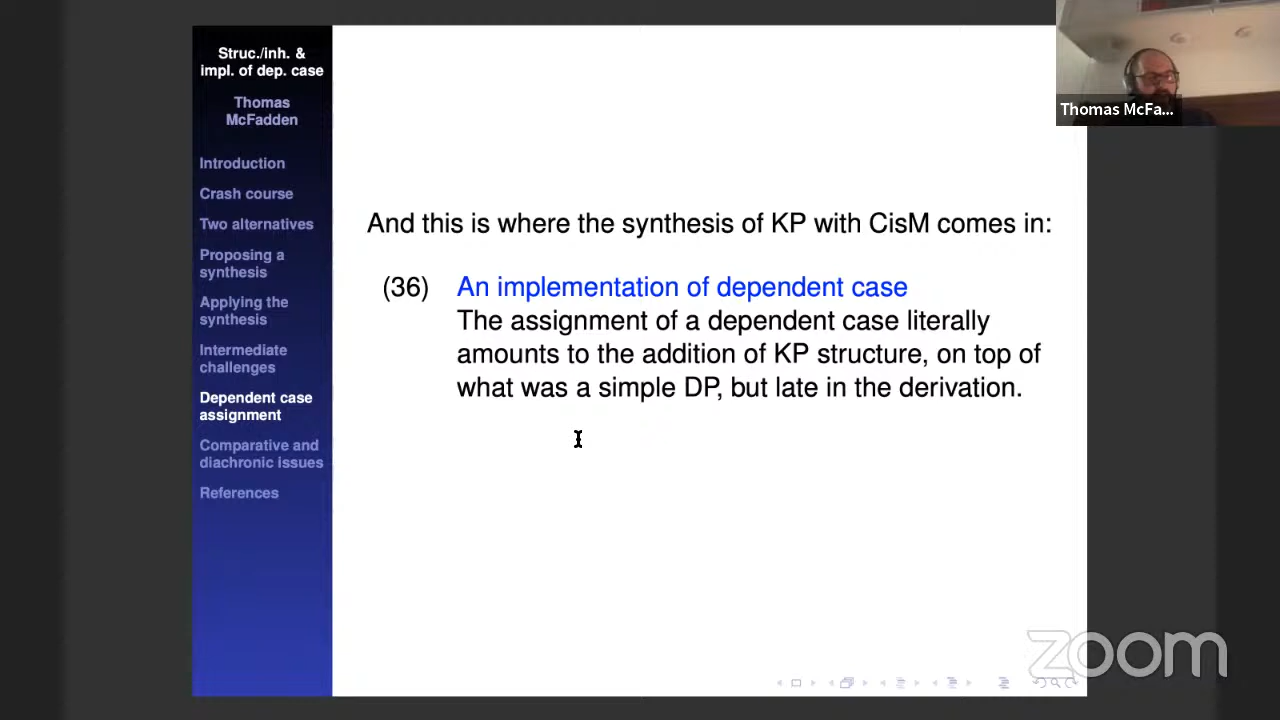 Struc./inh. &
impl. of dep. case
Thomas
McFadden
Introduction
Crash course
Two alternatives
Proposing a
synthesis
Applying the
synthesis
Intermediate
challenges
Dependent case
assignment
Comparative and
diachronic issues
References
And this is where the synthesis of KP with CisM comes in:
(36) An implementation of dependent case
The assignment of a dependent case literally
amounts to the addition of KP structure, on top of
what was a simple DP, but late in the derivation.
Thomas McFa...
zoom